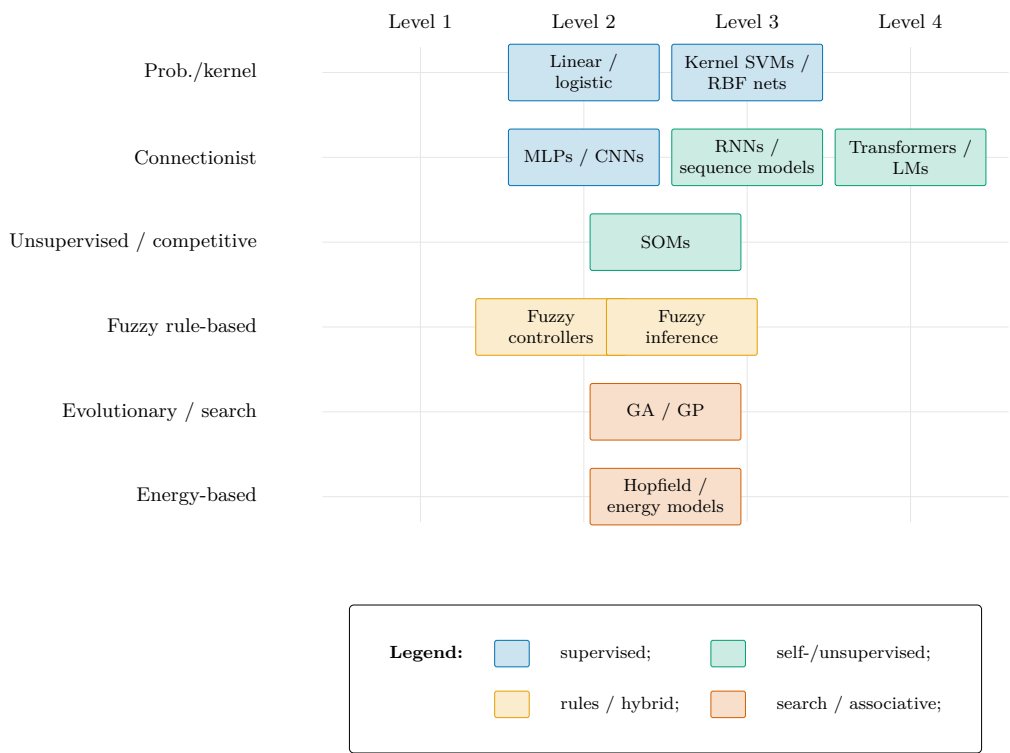 Level 1 Level 2 Level 3 Level 4
Prob./kernel
Linear /
logistic
Kernel SVMs /
RBF nets
Connectionist
MLPs / CNNs
RNNs /
sequence models
Transformers /
LMs
Unsupervised / competitive
SOMs
Fuzzy rule-based
Fuzzy
controllers
Fuzzy
inference
Evolutionary / search
GA / GP
Energy-based
Hopfield /
energy models
Legend: supervised; self-/unsupervised;
rules / hybrid; search / associative;